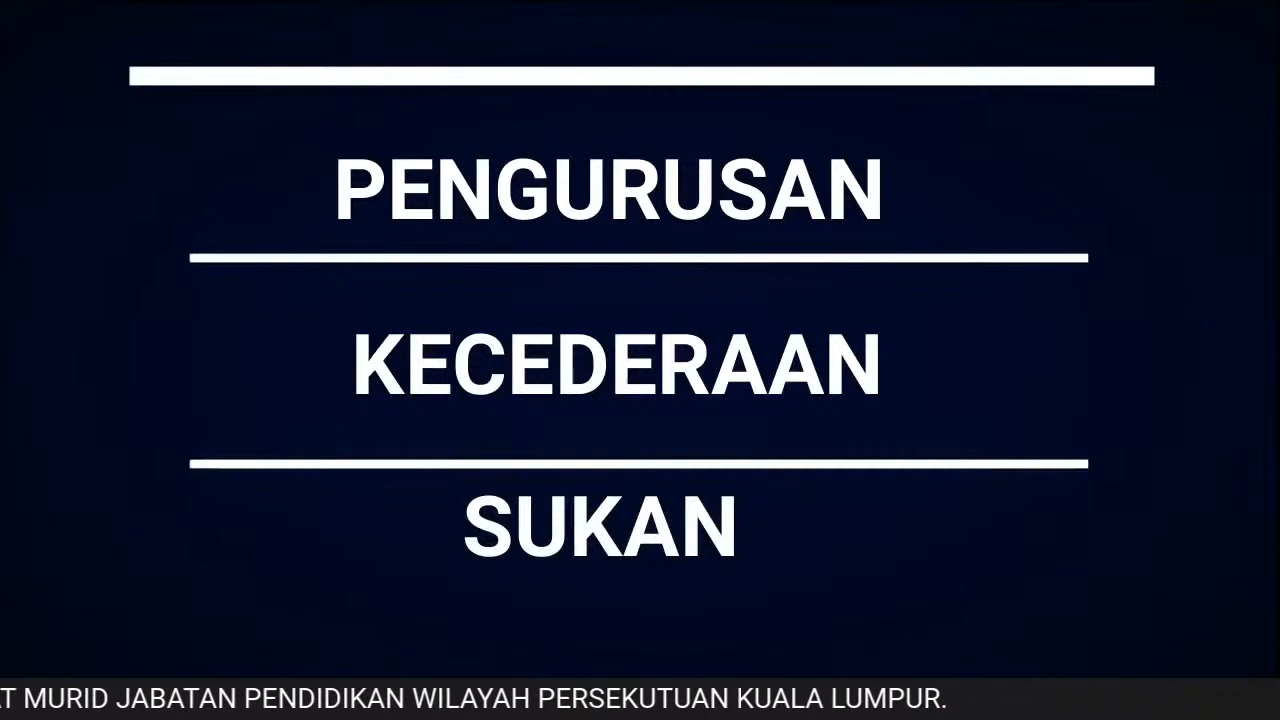 PENGURUSAN
KECEDERAAN
SUKAN
MURID JABATAN PENDIDIKAN WILAYAH PERSEKUTUAN KUALA LUMPUR.